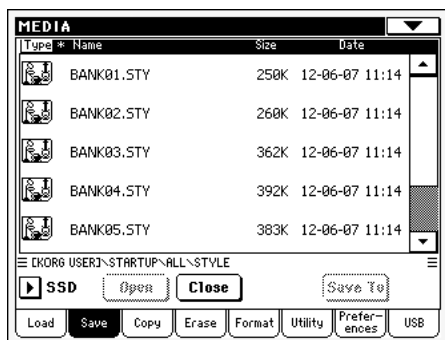 MEDIA
Type * Name Size Date
BANK01.STY 250K 12-06-07 11:14
BANK02.STY 260K 12-06-07 11:14
BANK03.STY 362K 12-06-07 11:14
BANK04.STY 392K 12-06-07 11:14
BANK05.STY 383K 12-06-07 11:14
[KORG USER]\STARTUP\ALL\STYLE
SSD Open Close Save To
Load Save Copy Erase Format Utility Prefer-ences USB